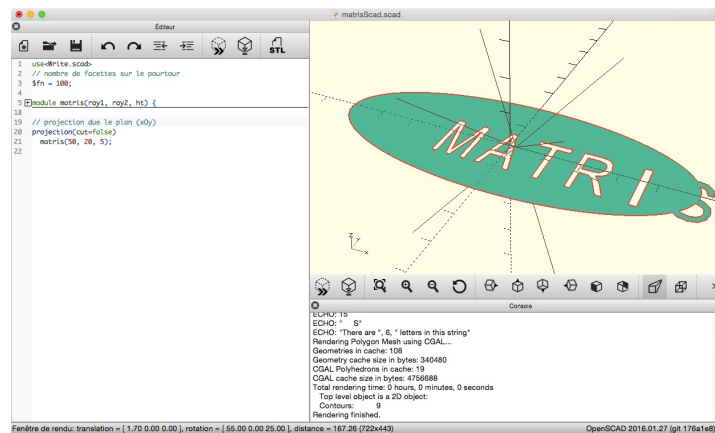 matrisScad.scad
Éditeur
STL
1 use<Write.scad>
2 // nombre de facettes sur le pourtour
3 $fn = 100;
4
5 module matris(ray1, ray2, ht) {
18
19 // projection due le plan (xOy)
20 projection(cut=false)
21 matris(50, 20, 5);
22
MATRIS
z
y
x
Console
ECHO: 15
ECHO: "    S"
ECHO: "There are ", 6, " letters in this string"
Rendering Polygon Mesh using CGAL...
Geometries in cache: 108
Geometry cache size in bytes: 340480
CGAL Polyhedrons in cache: 19
CGAL cache size in bytes: 4756688
Total rendering time: 0 hours, 0 minutes, 0 seconds
Top level object is a 2D object:
Contours: 9
Rendering finished.
Fenêtre de rendu: translation = [ 1.70 0.00 0.00 ], rotation = [ 55.00 0.00 25.00 ], distance = 167.26 (722x443)
OpenSCAD 2016.01.27 (git 176a1e8)